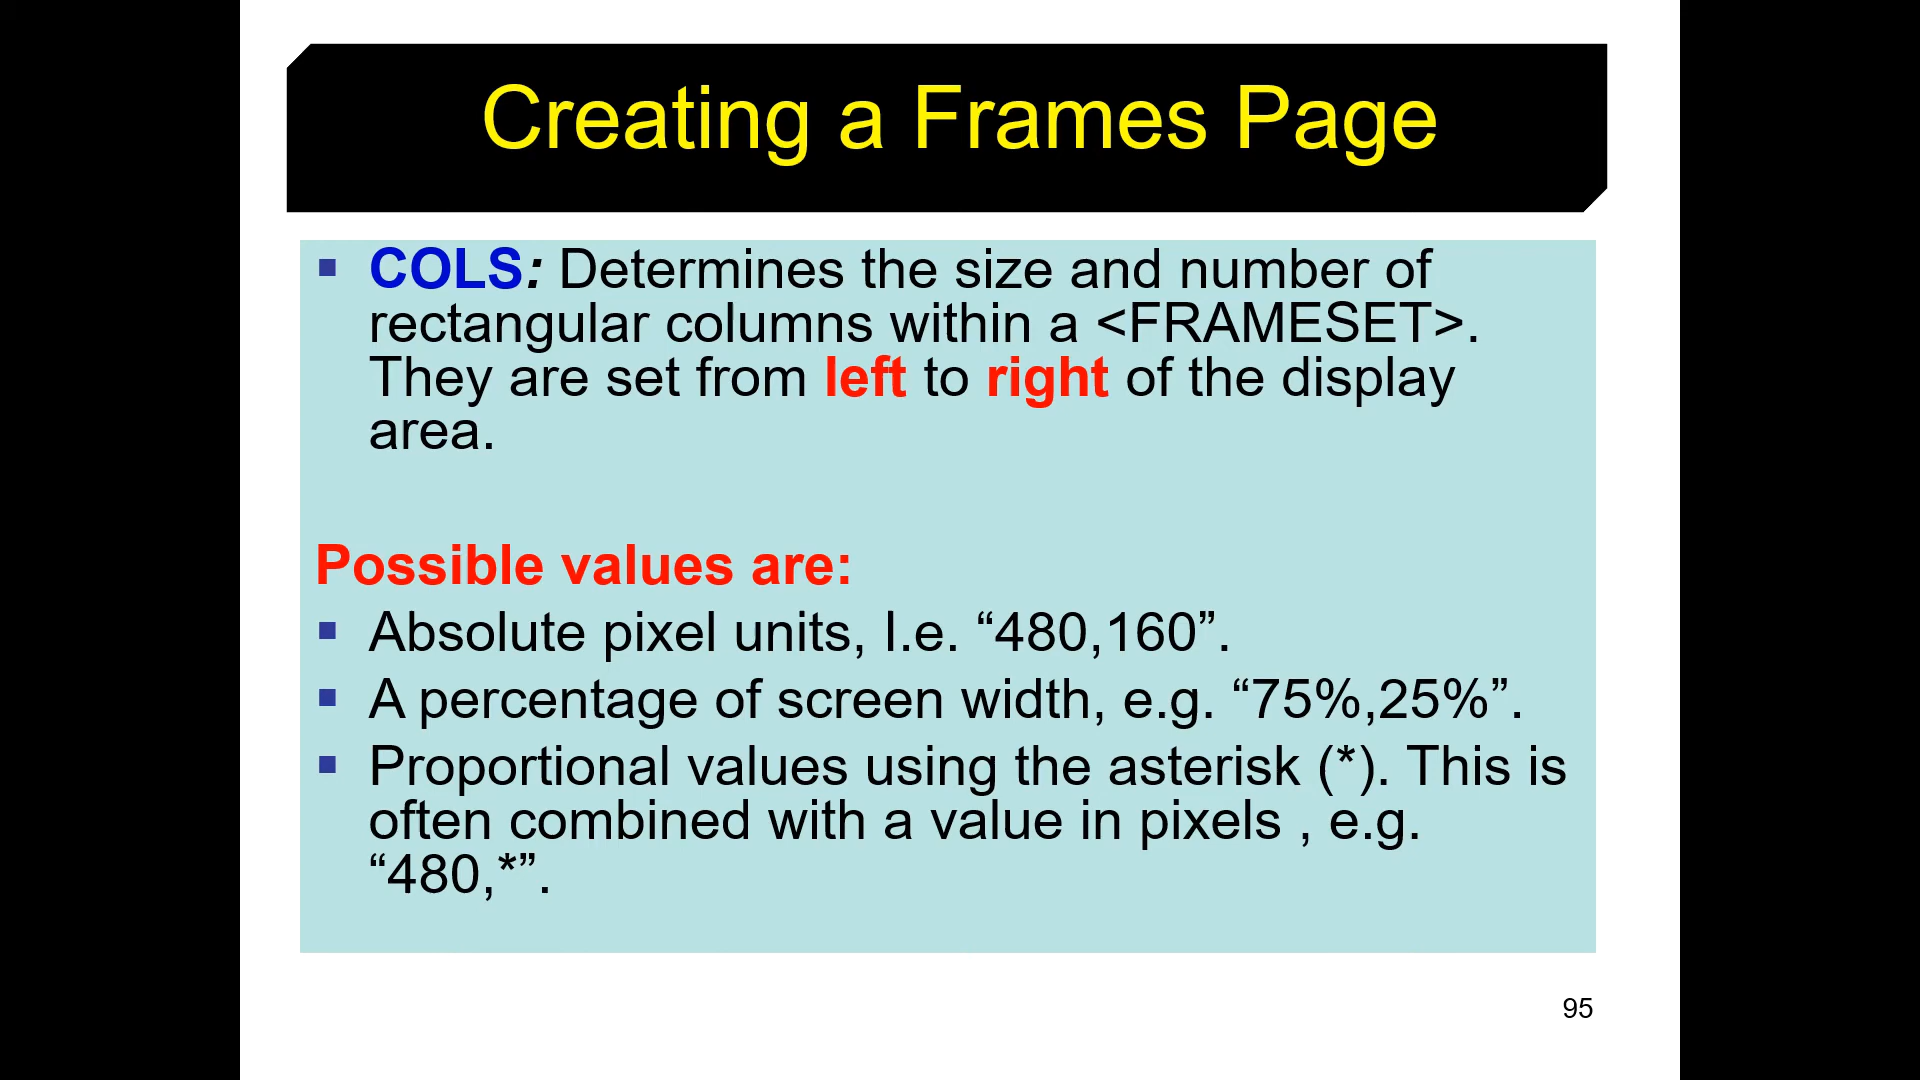 Creating a Frames Page
COLS: Determines the size and number of
rectangular columns within a <FRAMESET>.
They are set from left to right of the display
area.
Possible values are:
Absolute pixel units, I.e. “480,160”.
A percentage of screen width, e.g. “75%,25%”.
Proportional values using the asterisk (*). This is
often combined with a value in pixels , e.g.
“480,*”.
95